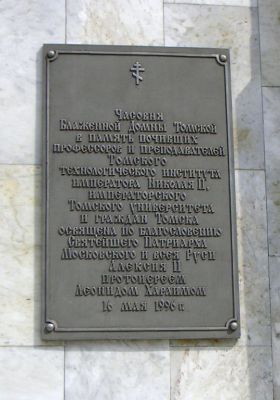 Часовня
Блаженной Домны Томской
в память почивших
профессоров и преподавателей
Томского
технологического института
императора Николая II,
императорского
Томского университета
и граждан Томска
освящена по благословению
Святейшего Патриарха
Московского и всея Руси
Алексия II
протоиереем
Леонидом Хараимом
16 мая 1996 г.